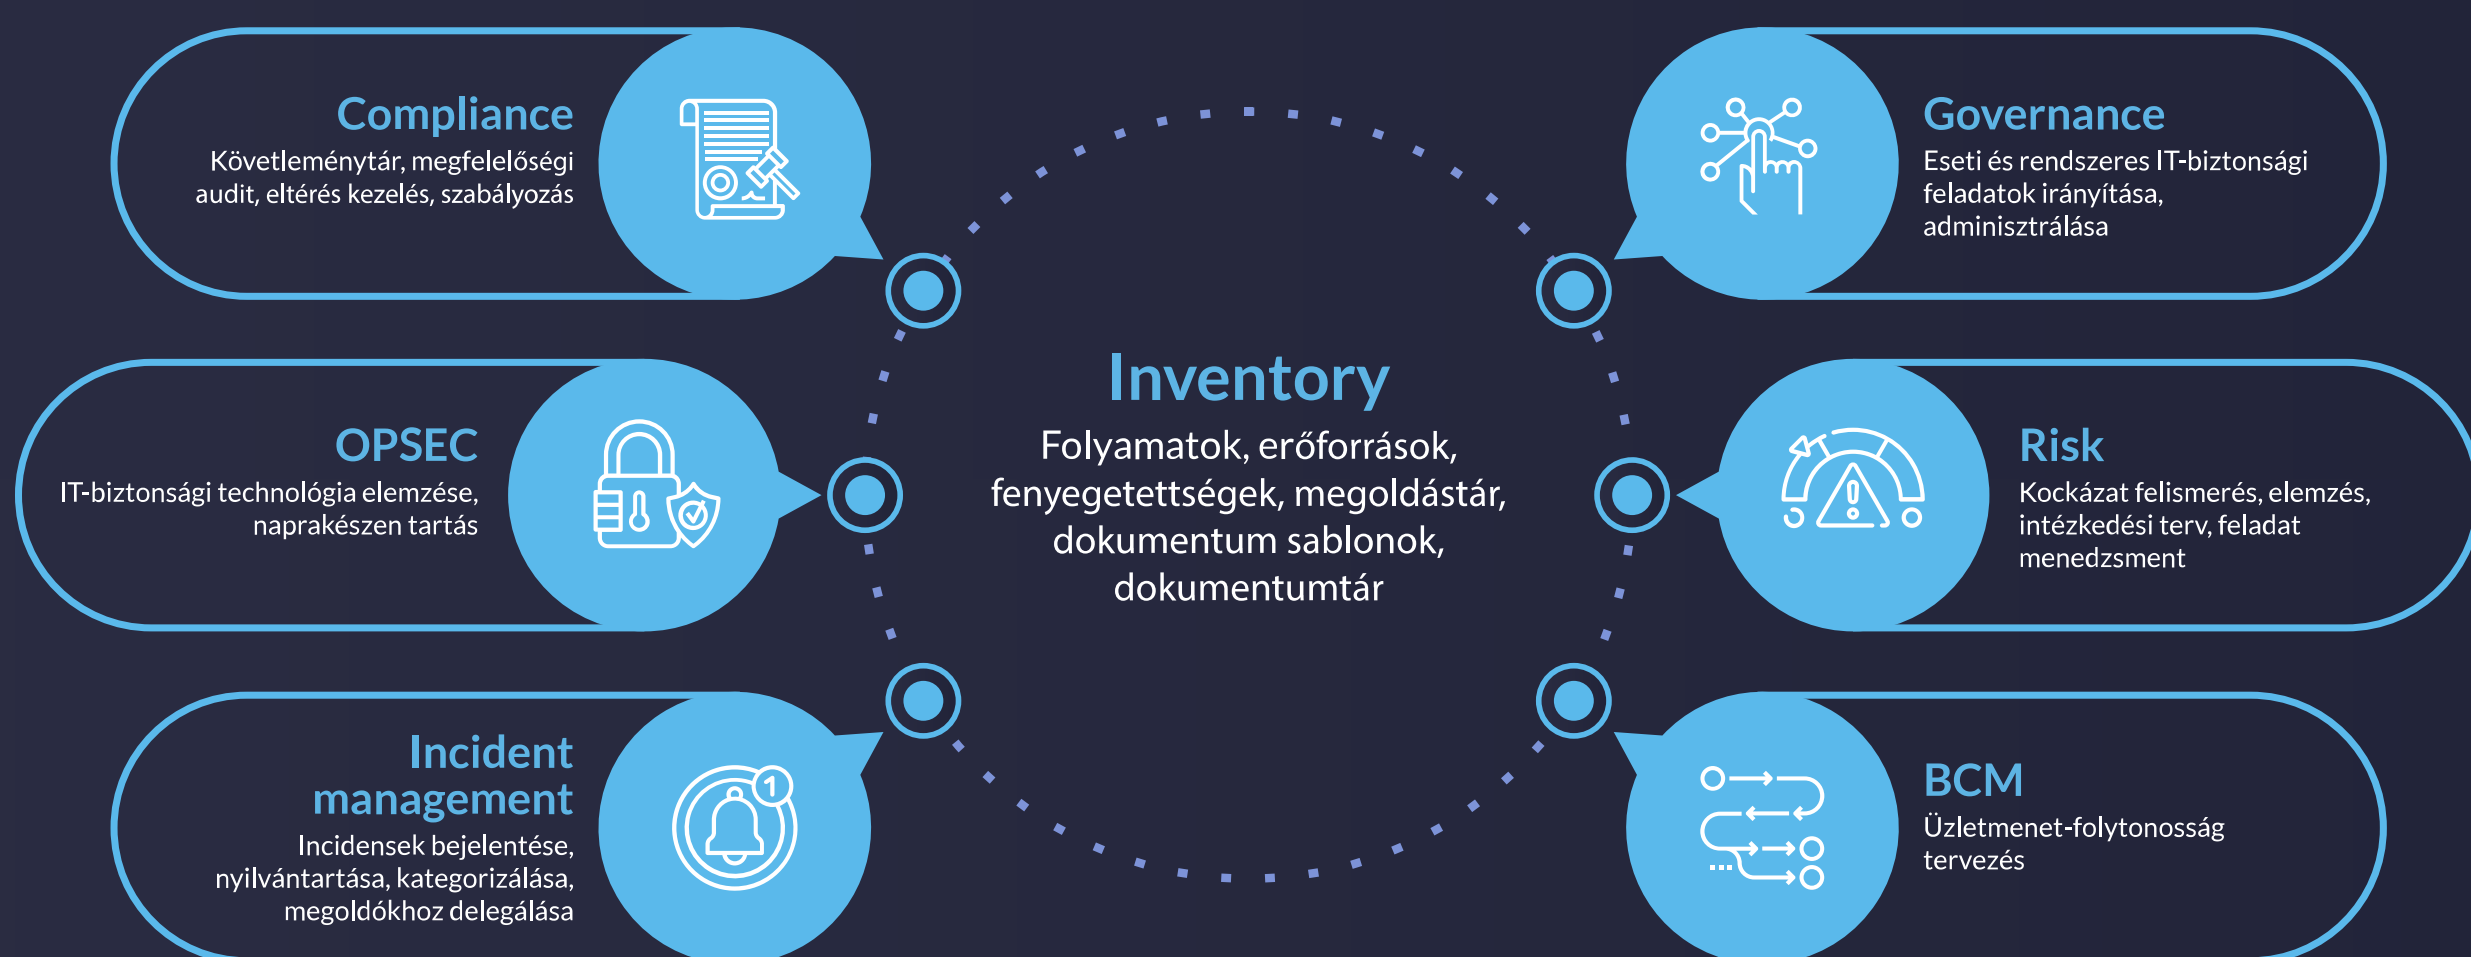 Compliance
Követleménytár, megfelelőségi
audit, eltérés kezelés, szabályozás
Governance
Eseti és rendszeres IT-biztonsági
feladatok irányítása,
adminisztrálása
OPSEC
IT-biztonsági technológia elemzése,
naprakészen tartás
Inventory
Folyamatok, erőforrások,
fenyegetettségek, megoldástár,
dokumentum sablonok,
dokumentumtár
Risk
Kockázat felismerés, elemzés,
intézkedési terv, feladat
menedzsment
Incident
management
Incidensek bejelentése,
nyilvántartása, kategorizálása,
megoldókhoz delegálása
1
BCM
Üzletmenet-folytonosság
tervezés